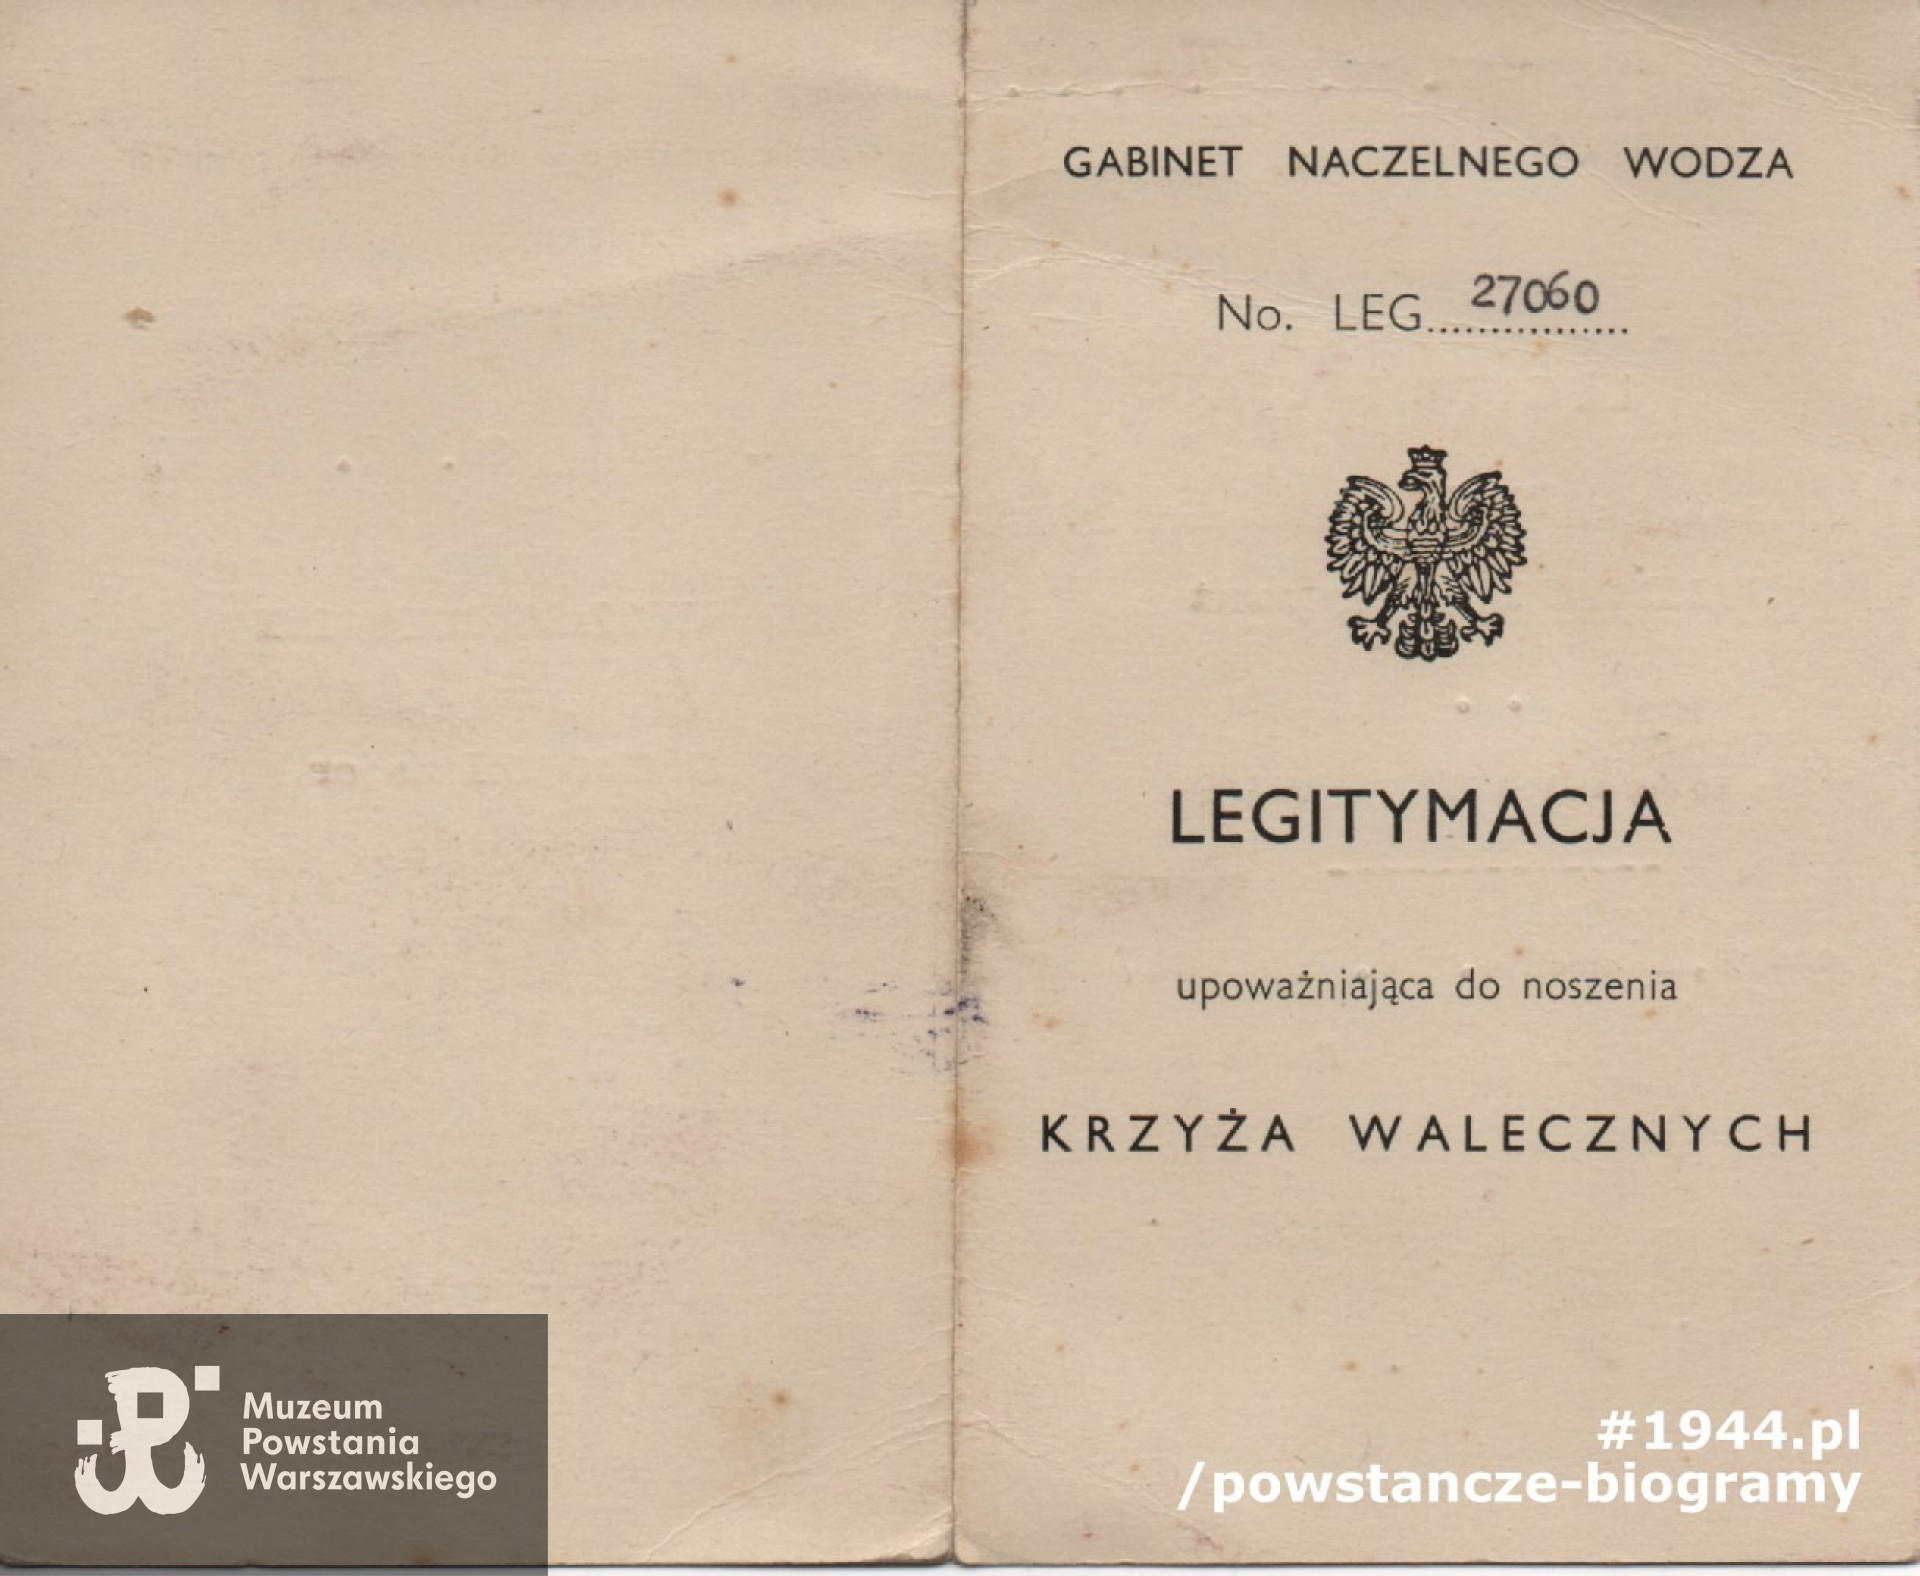 GABINET NACZELNEGO WODZA
No. LEG................ 27060
LEGITYMACJA
upoważniająca do noszenia
KRZYŻA WALECZNYCH
Muzeum
Powstania
Warszawskiego
#1944.pl
/powstancze-biogramy